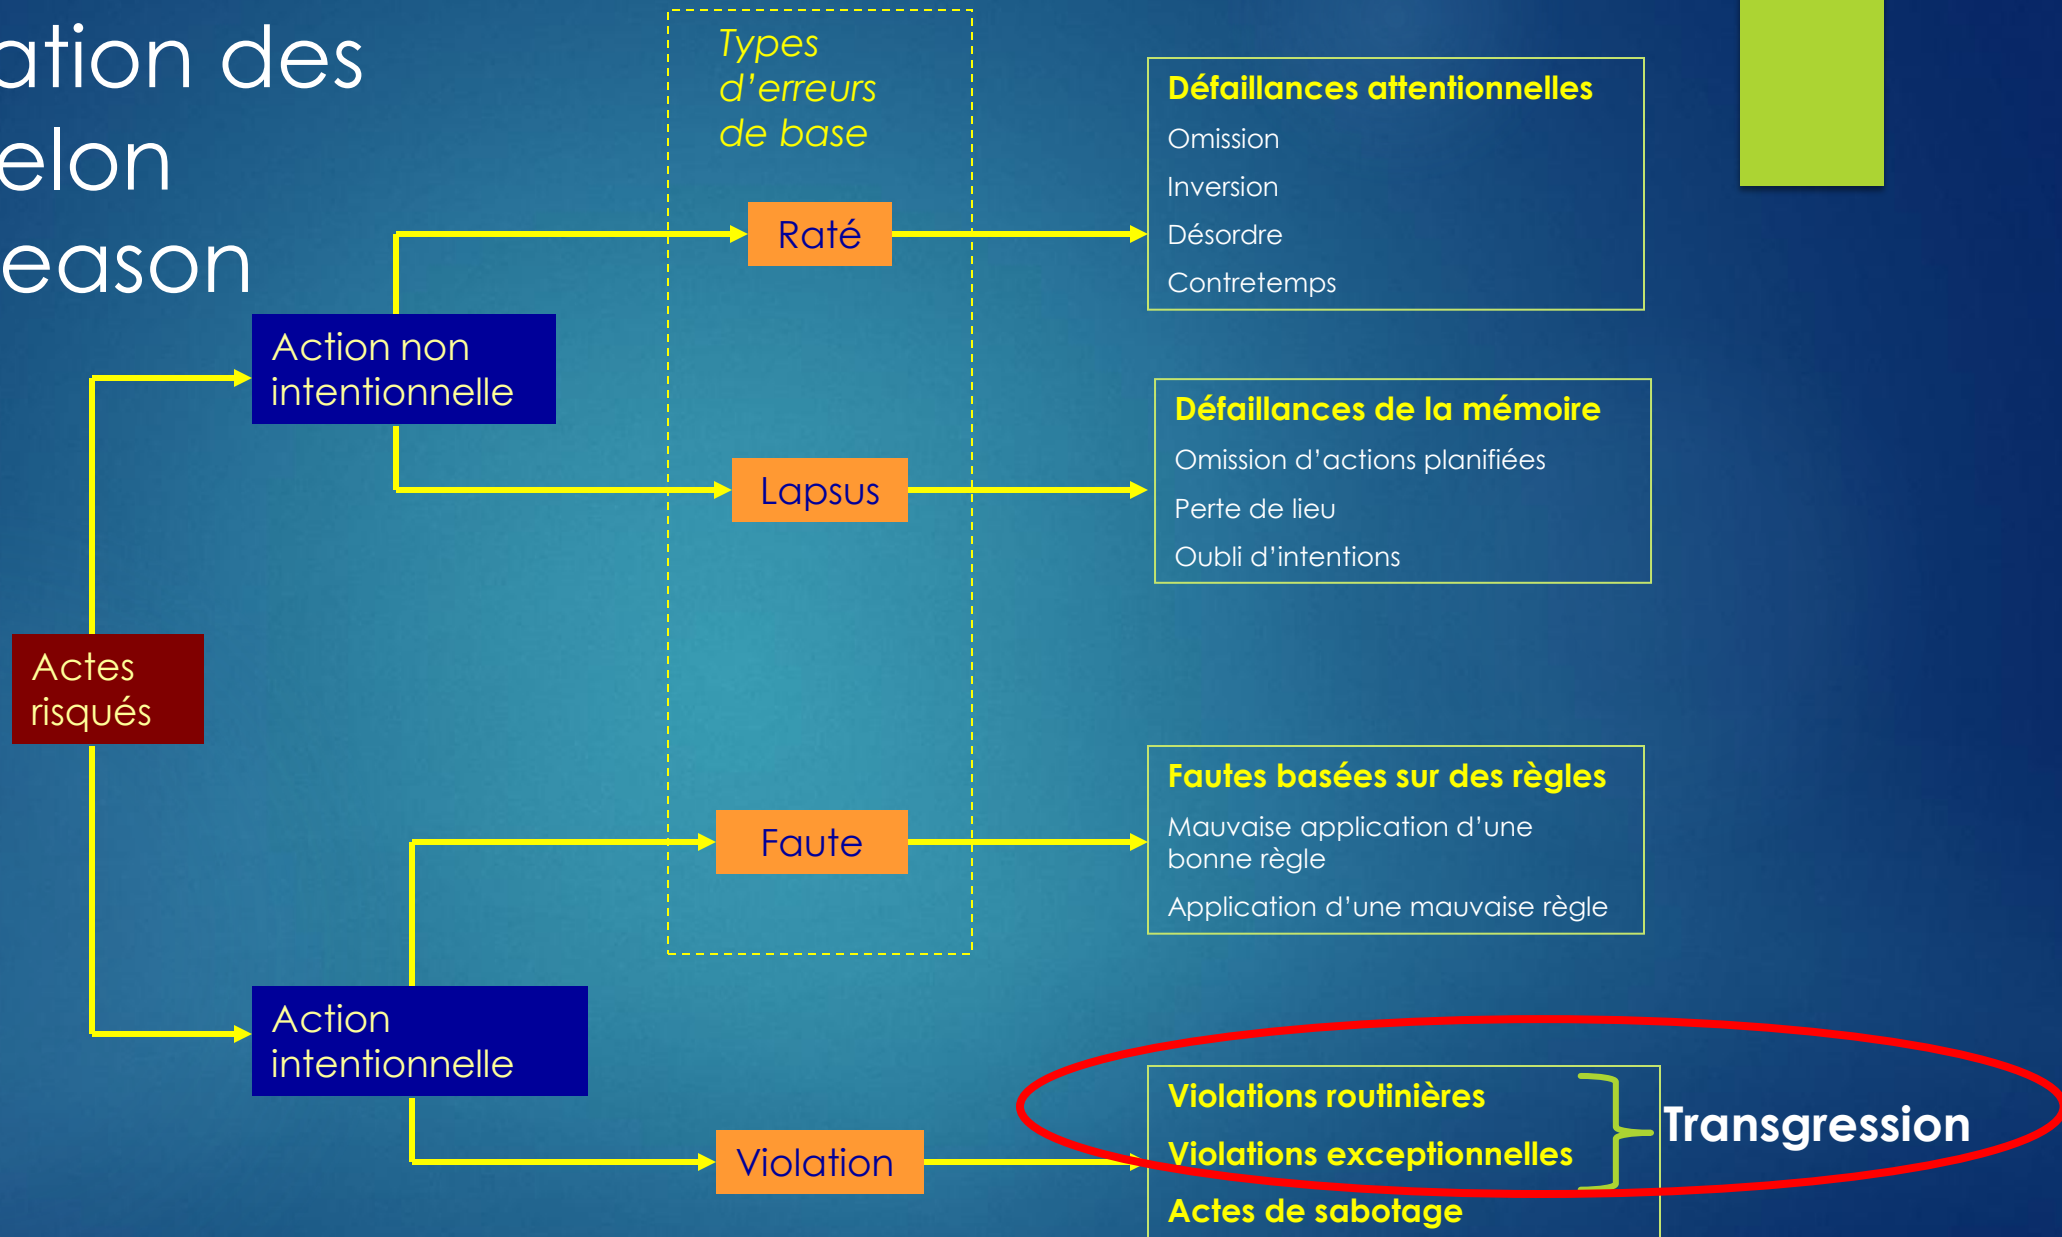 ation des
elon
eason
Types
d'erreurs
de base
Raté
Action non
intentionnelle
Lapsus
Actes
risqués
Faute
Action
intentionnelle
Violation
Défaillances attentionnelles
Omission
Inversion
Désordre
Contretemps
Défaillances de la mémoire
Omission d'actions planifiées
Perte de lieu
Oubli d'intentions
Fautes basées sur des règles
Mauvaise application d'une
bonne règle
Application d'une mauvaise règle
Violations routinières
Violations exceptionnelles
Actes de sabotage
Transgression